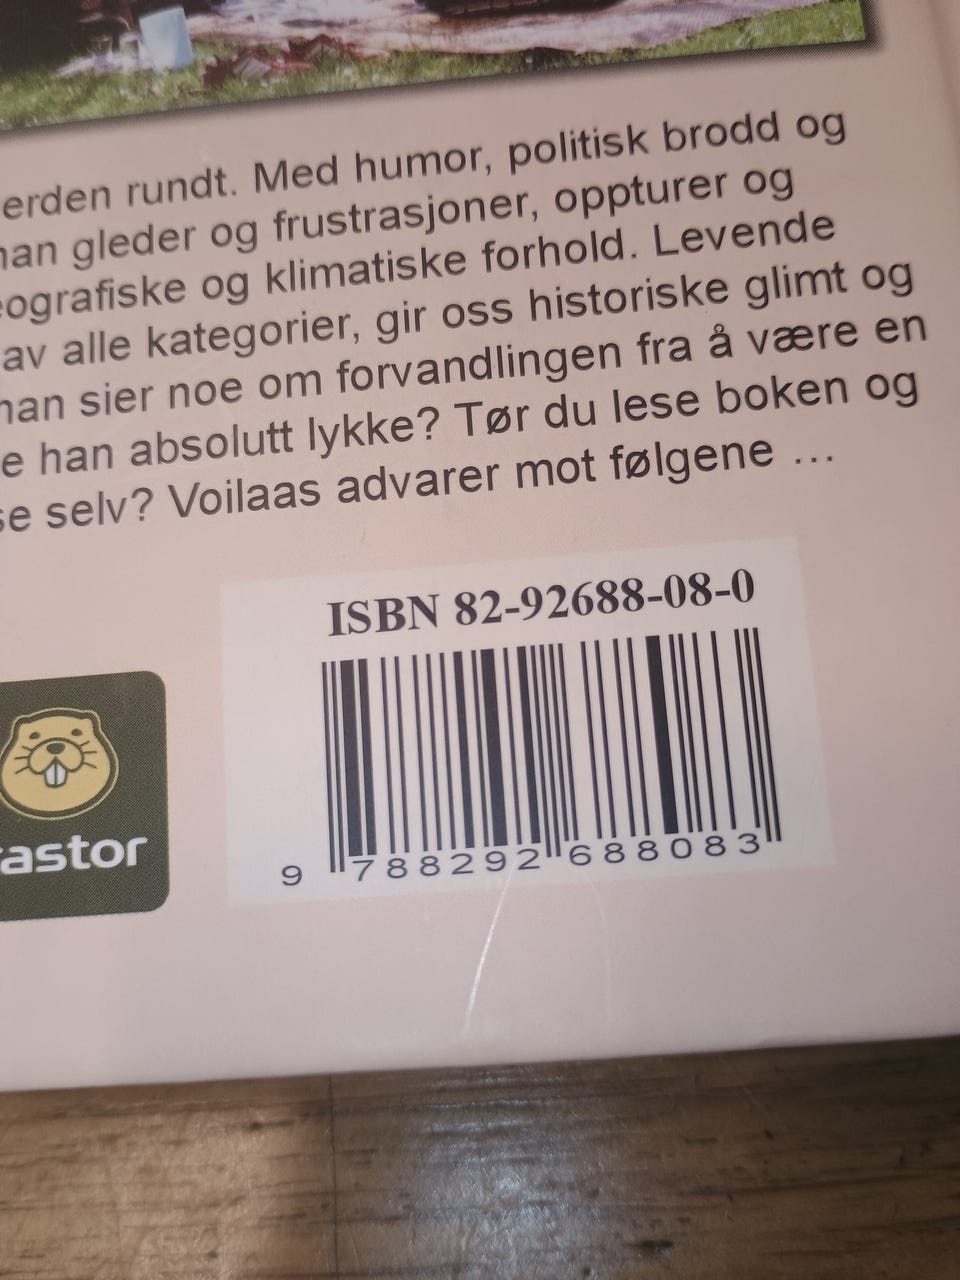 erden rundt. Med humor, politisk brodd og
han gleder og frustrasjoner, oppturer og
eografiske og klimatiske forhold. Levende
av alle kategorier, gir oss historiske glimt og
han sier noe om forvandlingen fra å være en
e han absolutt lykke? Tør du lese boken og
se selv? Voilaas advarer mot følgene ...
ISBN 82-92688-08-0
9 788292 688083
astor